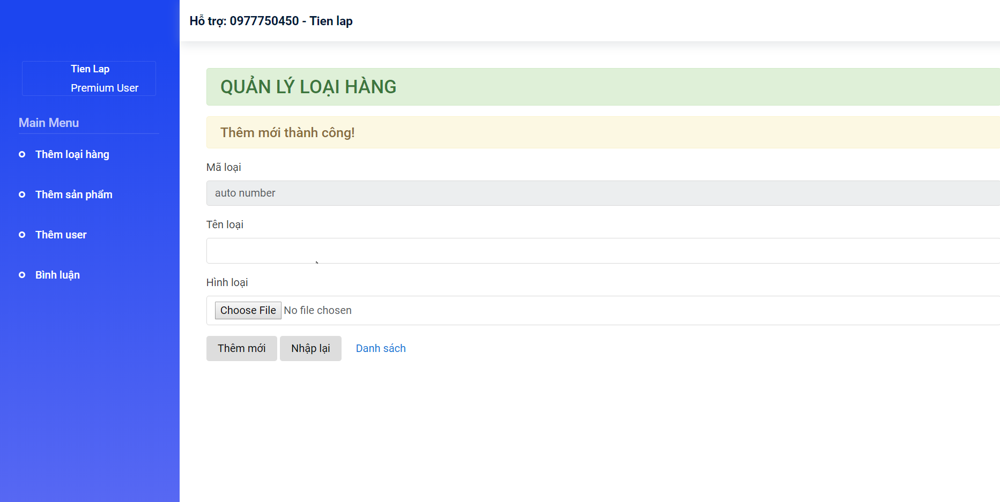 Hỗ trợ: 0977750450 - Tien lap
Tien Lap
Premium User
Main Menu
Thêm loại hàng
Thêm sản phẩm
Thêm user
Bình luận
QUẢN LÝ LOẠI HÀNG
Thêm mới thành công!
Mã loại
auto number
Tên loại
Hình loại
Choose File No file chosen
Thêm mới Nhập lại Danh sách